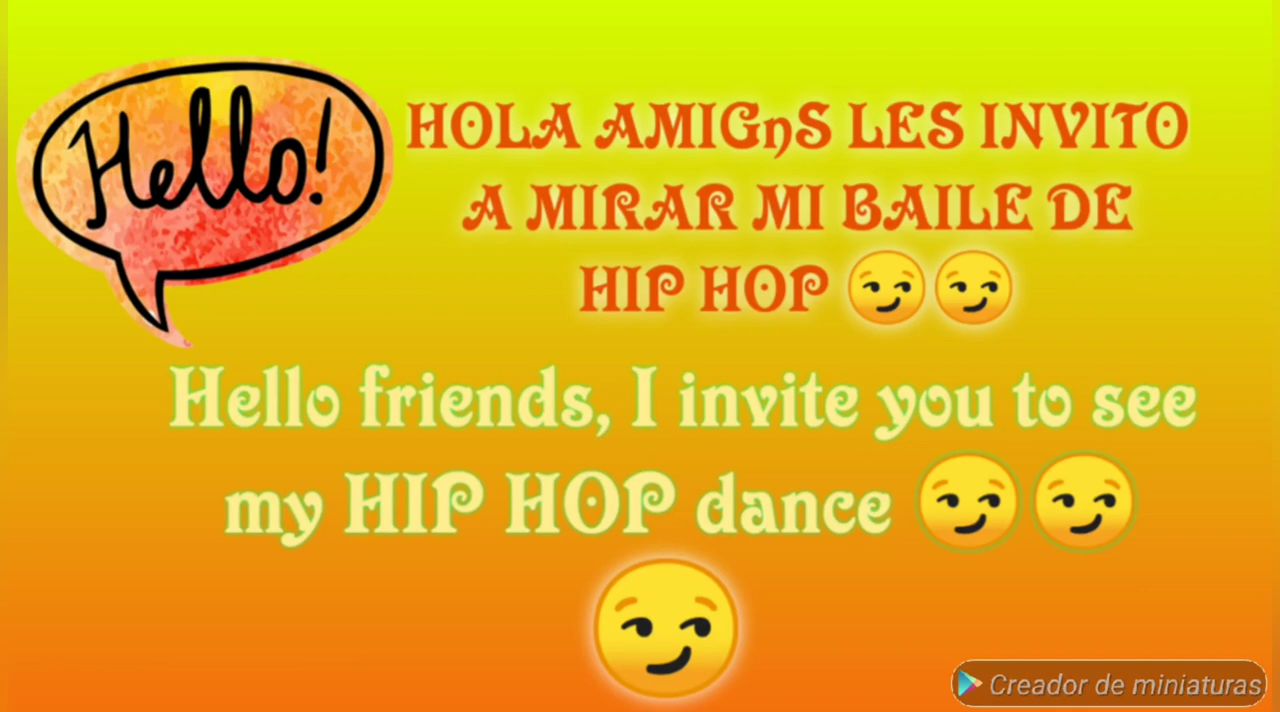 Hello!
HOLA AMIGnS LES INVITO
A MIRAR MI BAILE DE
HIP HOP 😏😏
Hello friends, I invite you to see
my HIP HOP dance 😏😏
😏
Creador de miniaturas